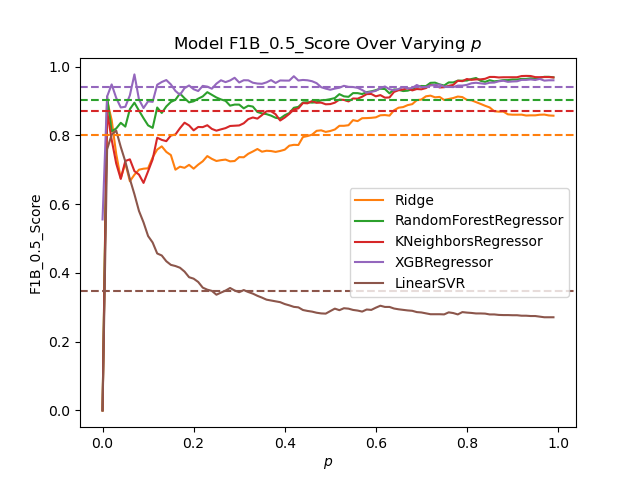 Model F1B_0.5_Score Over Varying p
1.0
0.8
0.6
0.4
0.2
0.0
F1B_0.5_Score
Ridge
RandomForestRegressor
KNeighborsRegressor
XGBRegressor
LinearSVR
0.0 0.2 0.4 0.6 0.8 1.0
p